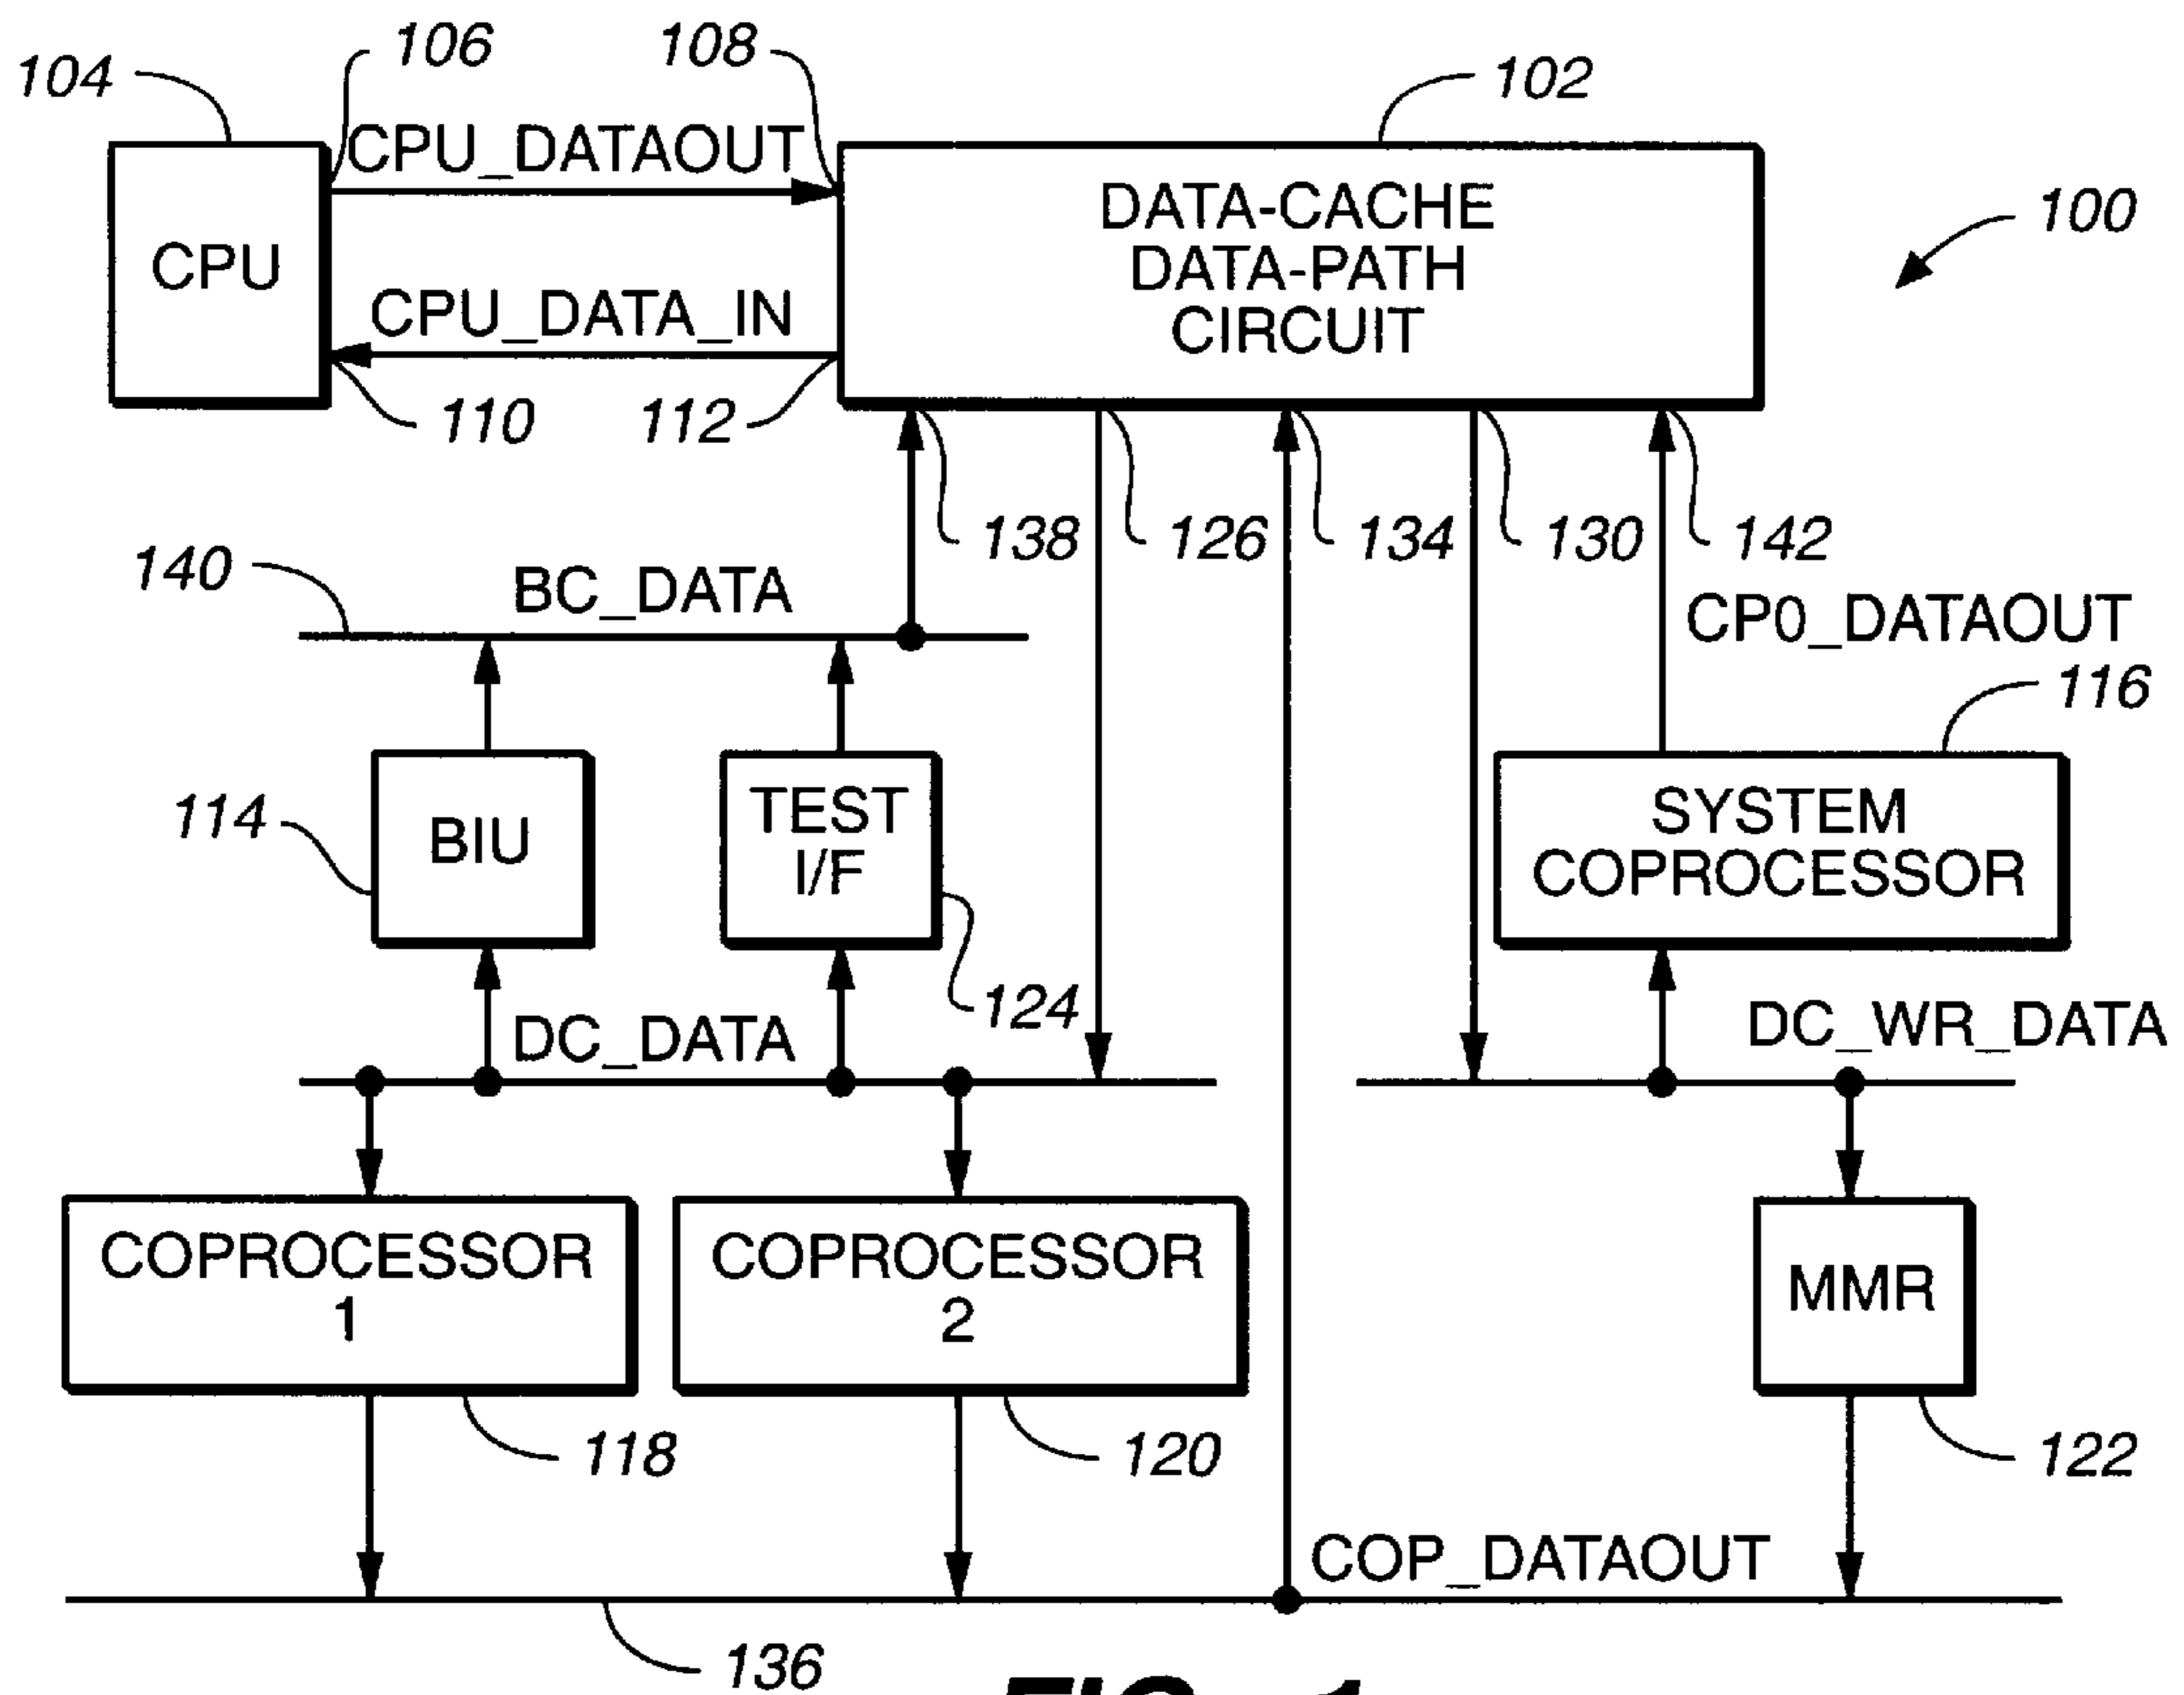 106
108
104
102
CPU_DATAOUT
DATA-CACHE
DATA-PATH
CIRCUIT
100
CPU
CPU_DATA_IN
110
112
138
126
134
130
142
140
BC_DATA
CP0_DATAOUT
116
114
BIU
TEST
I/F
SYSTEM
COPROCESSOR
124
DC_DATA
DC_WR_DATA
COPROCESSOR
1
COPROCESSOR
2
MMR
118
120
122
COP_DATAOUT
136
FIG. 1